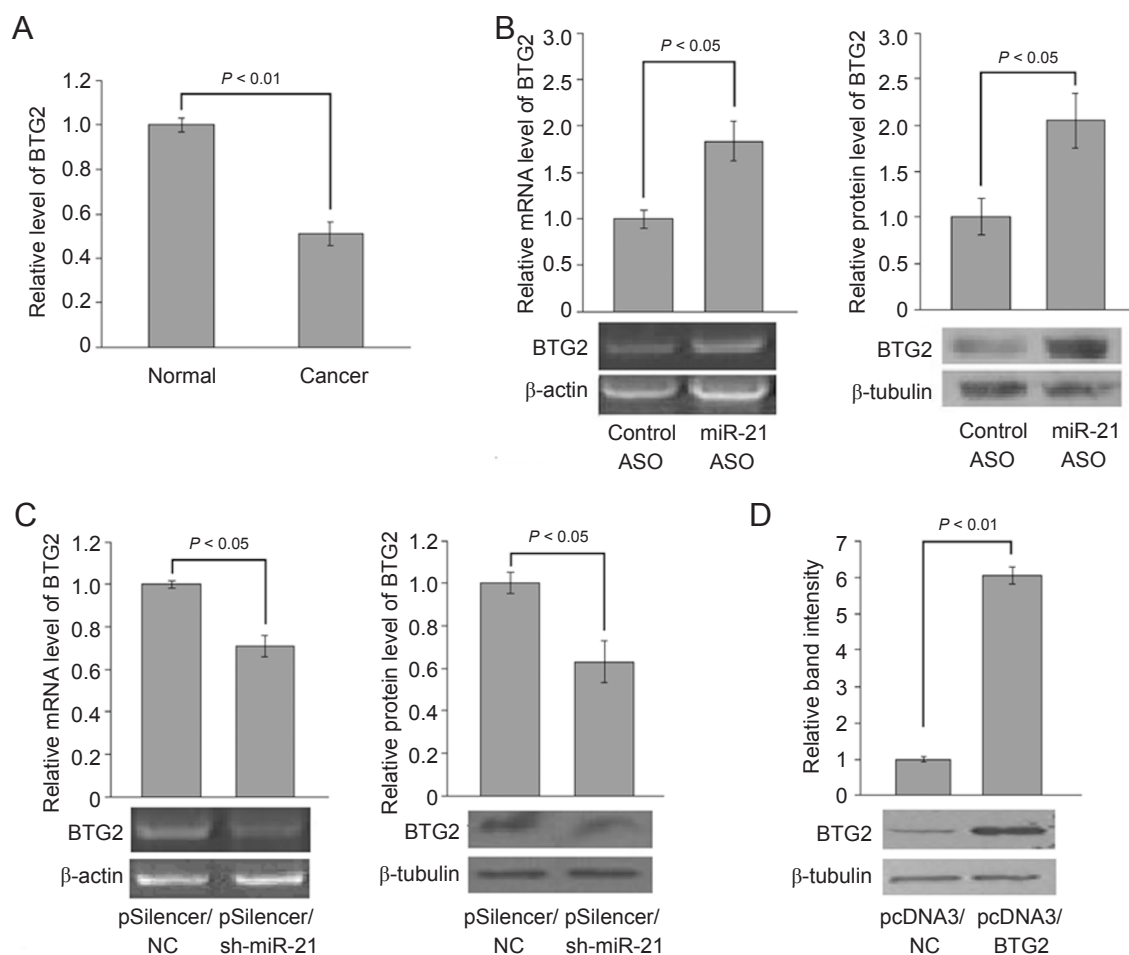 A
Relative level of BTG2
1.2
1.0
0.8
0.6
0.4
0.2
0
P < 0.01
Normal
Cancer
B
Relative mRNA level of BTG2
3.0
2.5
2.0
1.5
1.0
0.5
0
P < 0.05
BTG2
β-actin
Control
ASO
miR-21
ASO
Relative protein level of BTG2
3.0
2.5
2.0
1.5
1.0
0.5
0
P < 0.05
BTG2
β-tubulin
Control
ASO
miR-21
ASO
C
Relative mRNA level of BTG2
1.2
1.0
0.8
0.6
0.4
0.2
0
P < 0.05
BTG2
β-actin
pSilencer/
NC
pSilencer/
sh-miR-21
Relative protein level of BTG2
1.2
1.0
0.8
0.6
0.4
0.2
0
P < 0.05
BTG2
β-tubulin
pSilencer/
NC
pSilencer/
sh-miR-21
D
Relative band intensity
7
6
5
4
3
2
1
0
P < 0.01
BTG2
β-tubulin
pcDNA3/
NC
pcDNA3/
BTG2